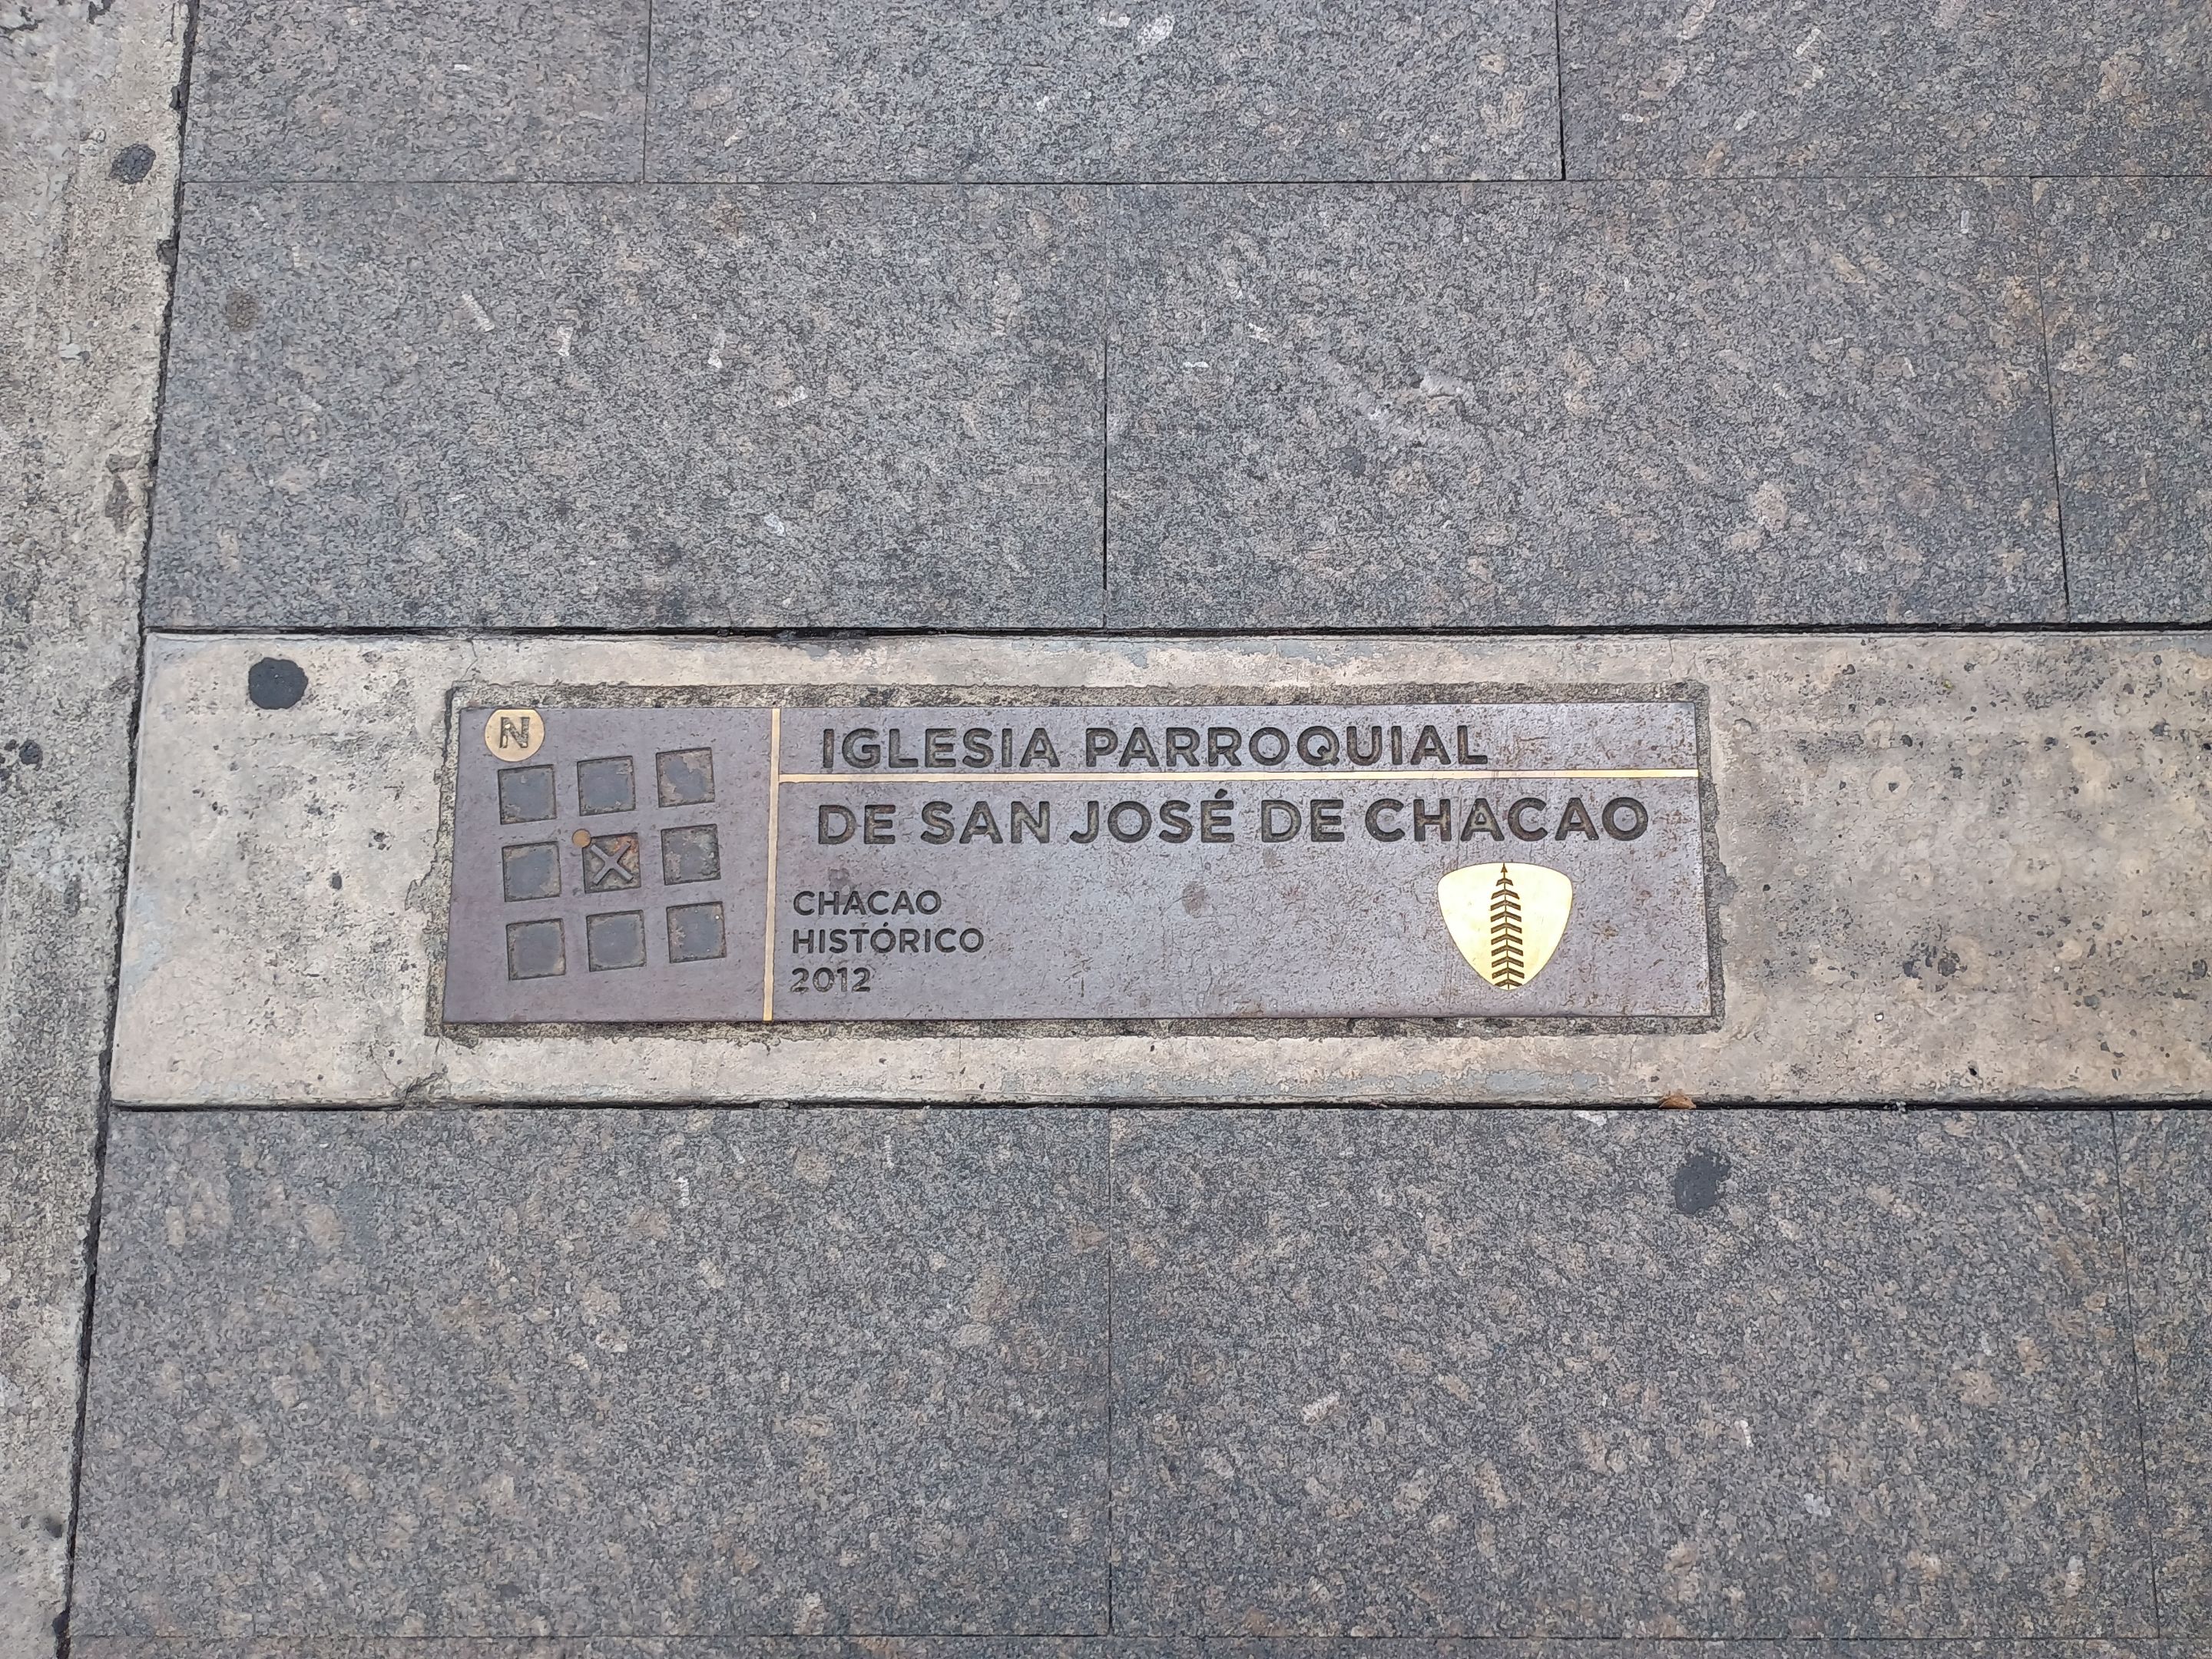 N
IGLESIA PARROQUIAL
DE SAN JOSÉ DE CHACAO
CHACAO
HISTÓRICO
2012